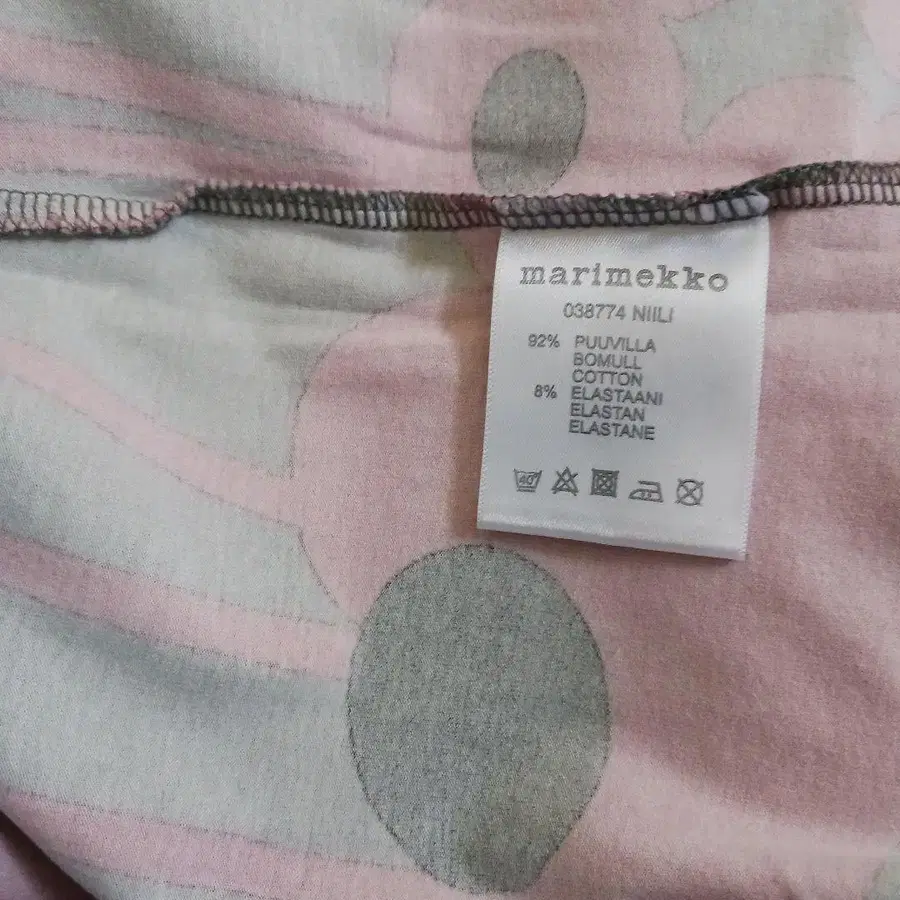 marimekko
038774 NIILI
92% PUUVILLA
BOMULL
COTTON
8% ELASTAANI
ELASTAN
ELASTANE
40